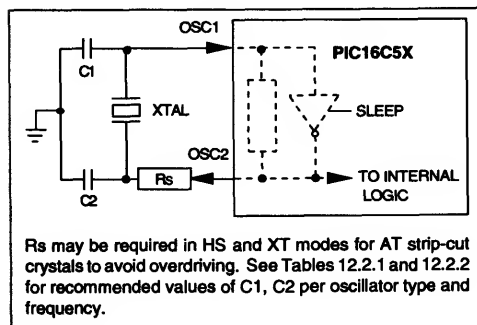 OSC1
PIC16C5X
C1
XTAL
SLEEP
OSC2
C2
Rs
TO INTERNAL
LOGIC
Rs may be required in HS and XT modes for AT strip-cut
crystals to avoid overdriving. See Tables 12.2.1 and 12.2.2
for recommended values of C1, C2 per oscillator type and
frequency.